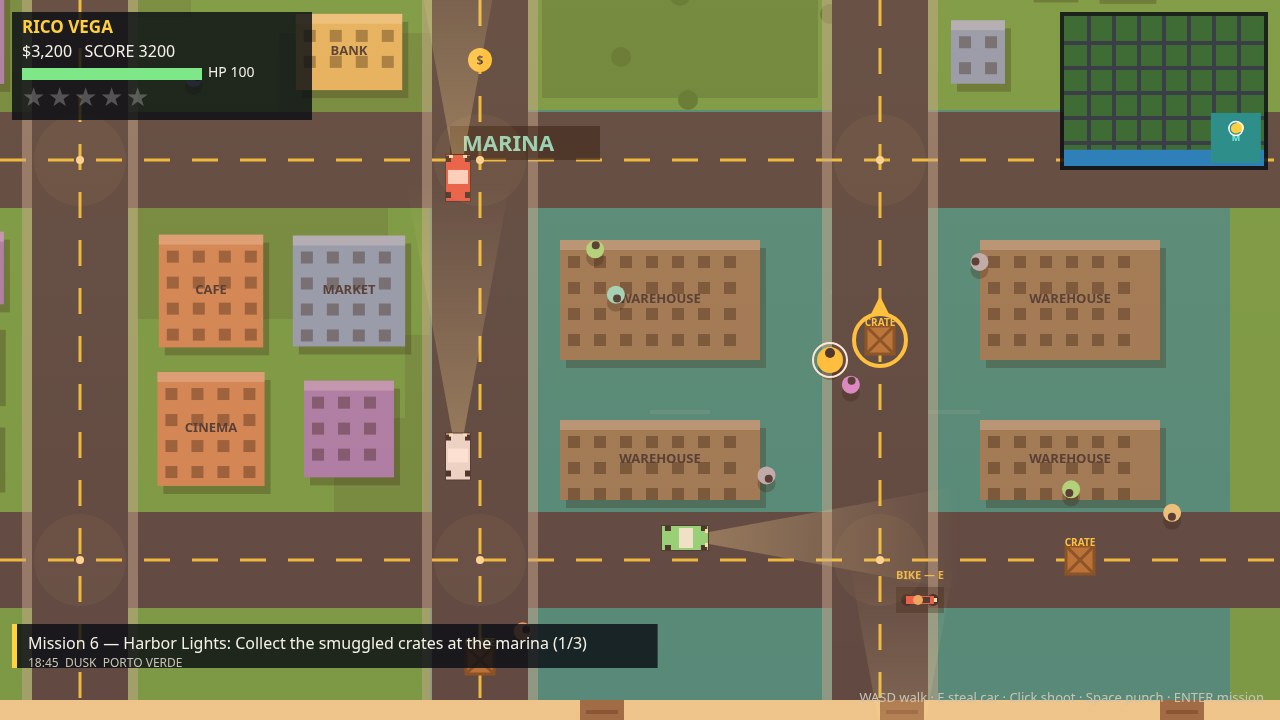 RICO VEGA
$3,200 SCORE 3200
HP 100
BANK
$
MARINA
M
CAFE
MARKET
WAREHOUSE
WAREHOUSE
CRATE
CINEMA
WAREHOUSE
WAREHOUSE
CRATE
BIKE — E
Mission 6 — Harbor Lights: Collect the smuggled crates at the marina (1/3)
18:45 DUSK PORTO VERDE
WASD walk · E steal car · Click shoot · Space punch · ENTER mission